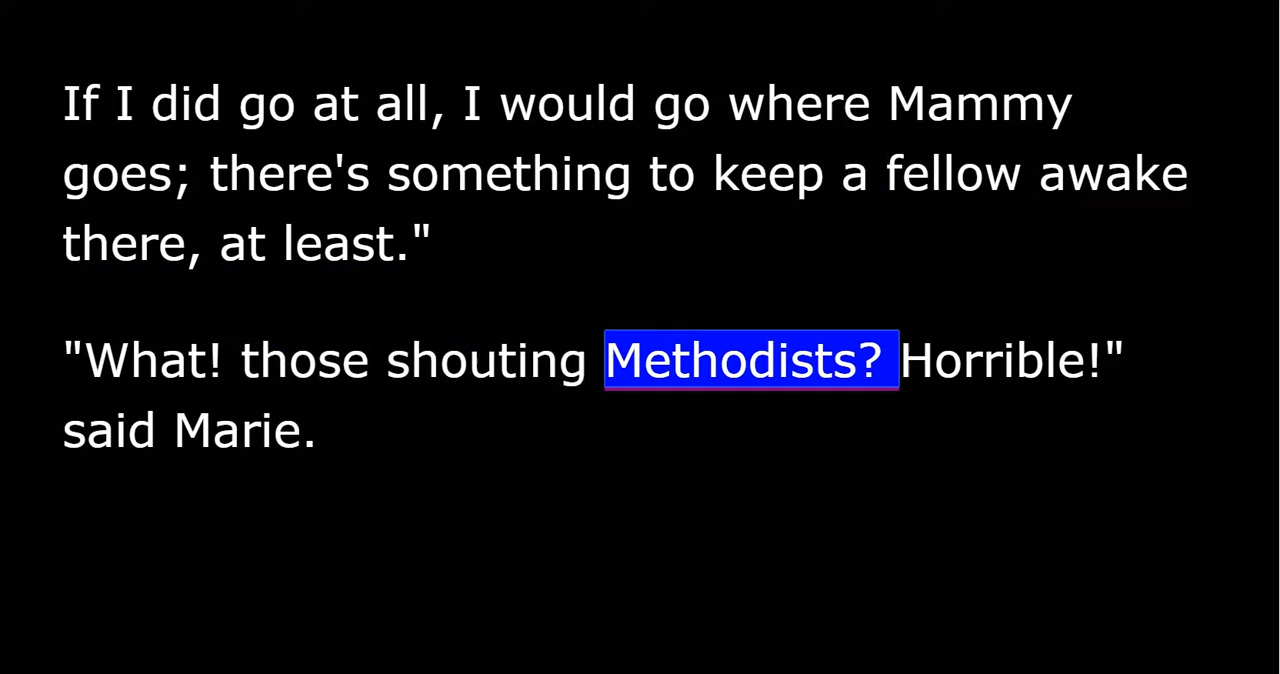 If I did go at all, I would go where Mammy
goes; there's something to keep a fellow awake
there, at least."
"What! those shouting Methodists? Horrible!"
said Marie.